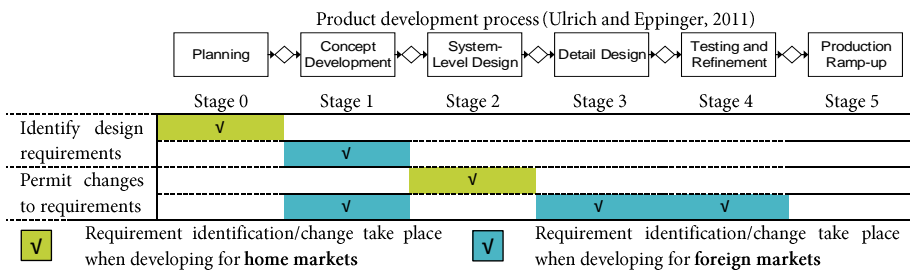 Product development process (Ulrich and Eppinger, 2011)
Planning
Concept
Development
System-
Level Design
Detail Design
Testing and
Refinement
Production
Ramp-up
Stage 0 Stage 1 Stage 2 Stage 3 Stage 4 Stage 5
Identify design
requirements
√
√
Permit changes
to requirements
√
√ √ √
√ Requirement identification/change take place
when developing for home markets
√ Requirement identification/change take place
when developing for foreign markets